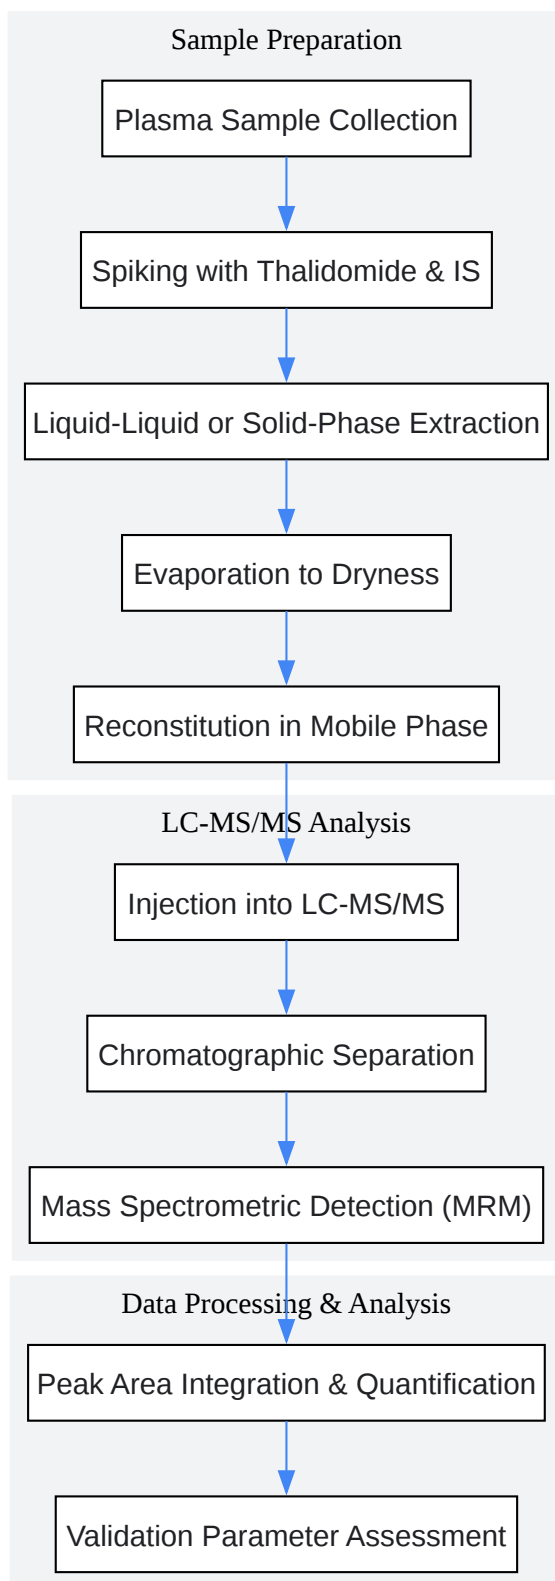 Sample Preparation
Plasma Sample Collection
Spiking with Thalidomide & IS
Liquid-Liquid or Solid-Phase Extraction
Evaporation to Dryness
Reconstitution in Mobile Phase
LC-MS/MS Analysis
Injection into LC-MS/MS
Chromatographic Separation
Mass Spectrometric Detection (MRM)
Data Processing & Analysis
Peak Area Integration & Quantification
Validation Parameter Assessment